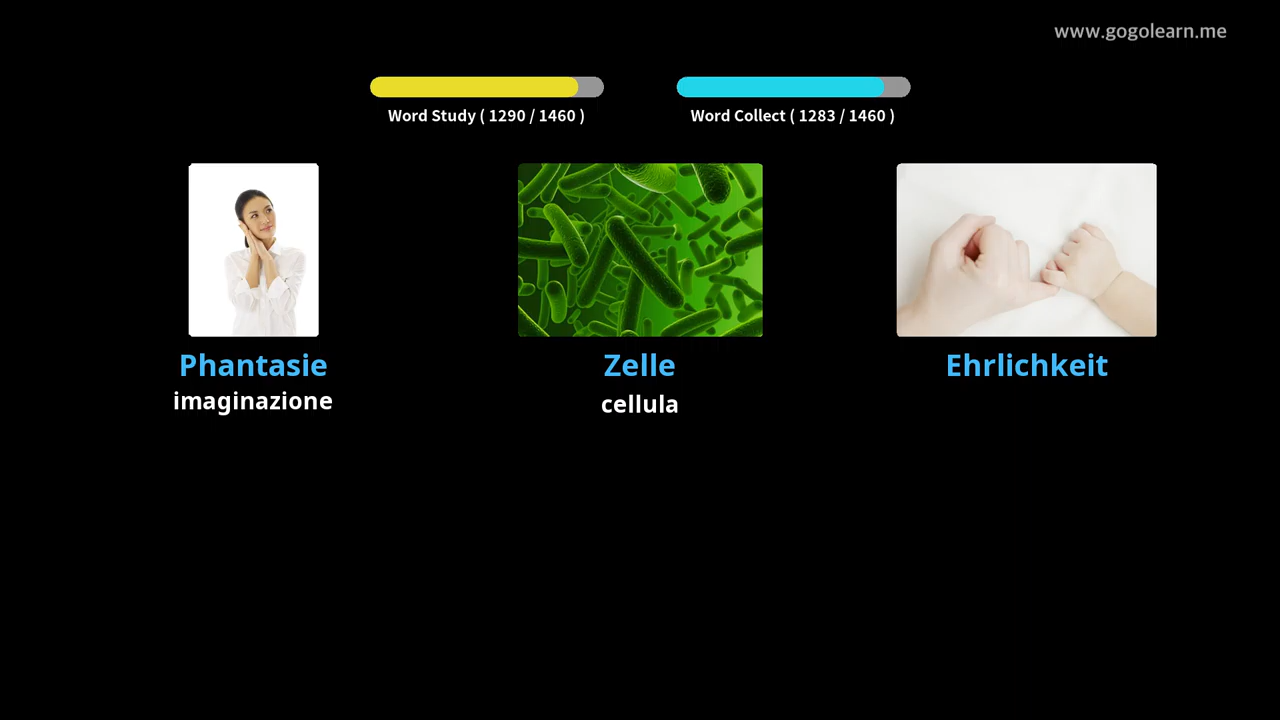 www.gogolearn.me
Word Study ( 1290 / 1460 )
Word Collect ( 1283 / 1460 )
Phantasie
imaginazione
Zelle
cellula
Ehrlichkeit